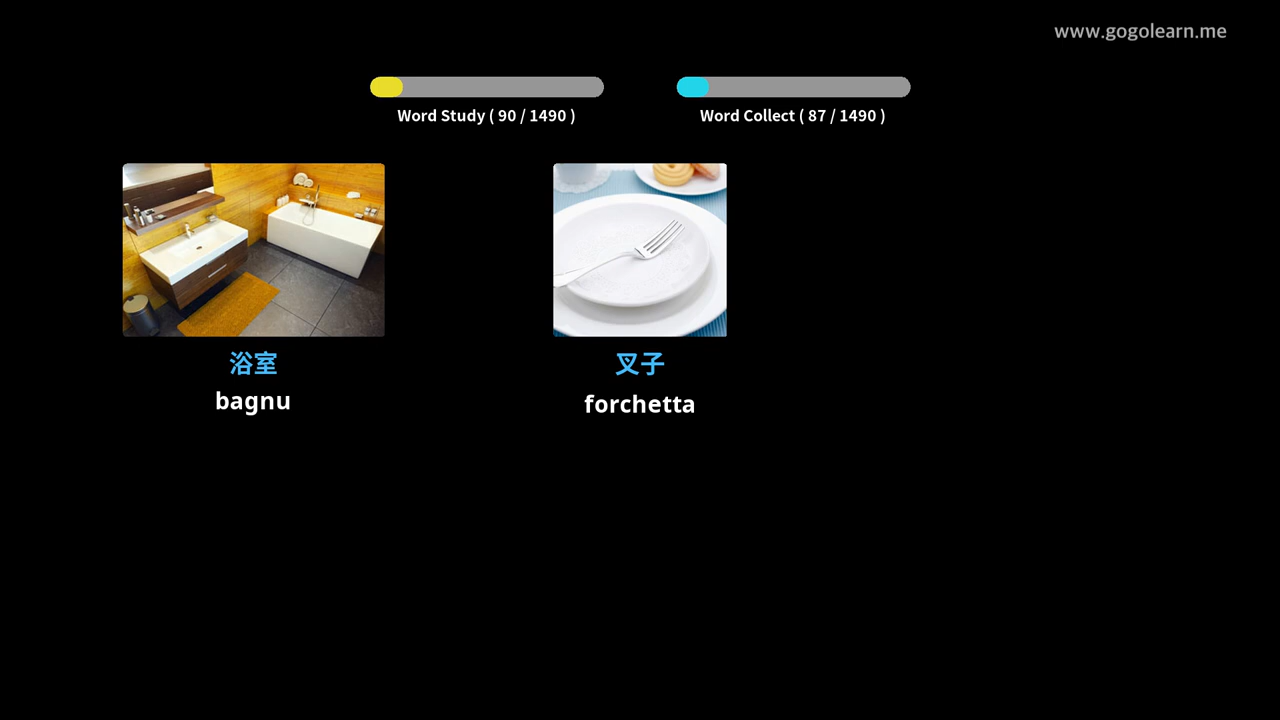 www.gogolearn.me
Word Study ( 90 / 1490 )
Word Collect ( 87 / 1490 )
浴室
bagnu
叉子
forchetta